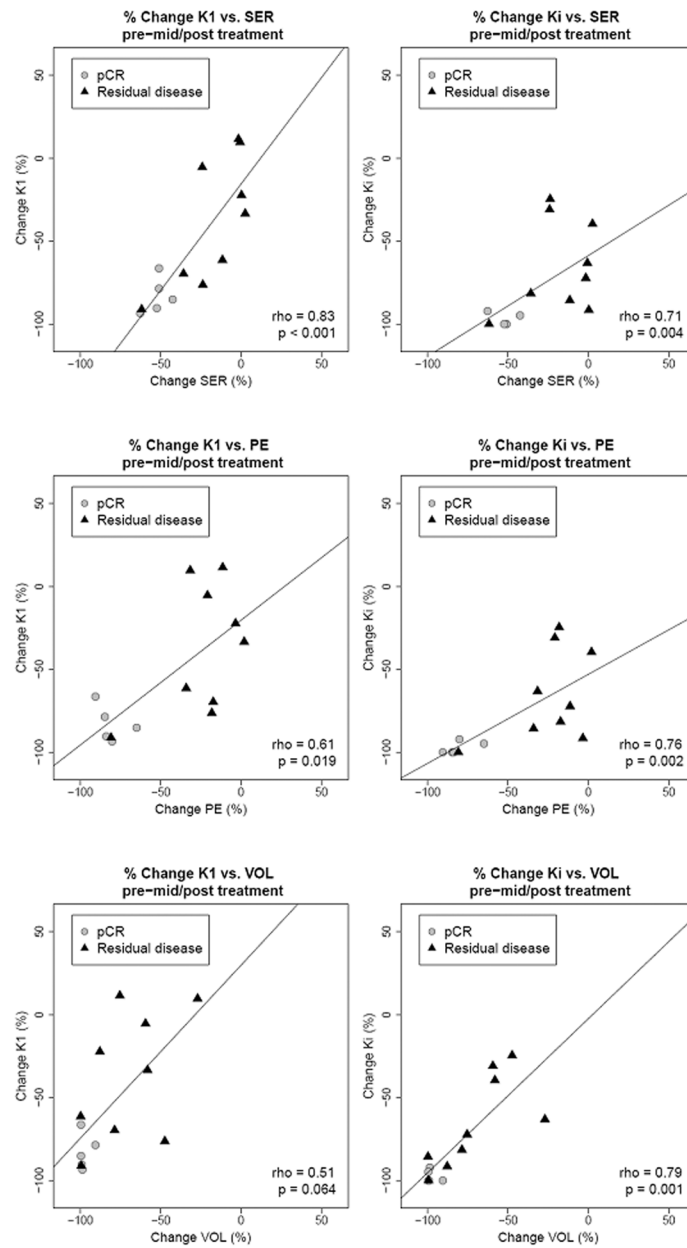 % Change K1 vs. SER
pre−mid/post treatment
pCR
Residual disease
Change K1 (%)
50
0
−50
−100
rho = 0.83
p < 0.001
−100 −50 0 50
Change SER (%)
% Change Ki vs. SER
pre−mid/post treatment
pCR
Residual disease
Change Ki (%)
50
0
−50
−100
rho = 0.71
p = 0.004
−100 −50 0 50
Change SER (%)
% Change K1 vs. PE
pre−mid/post treatment
pCR
Residual disease
Change K1 (%)
50
0
−50
−100
rho = 0.61
p = 0.019
−100 −50 0 50
Change PE (%)
% Change Ki vs. PE
pre−mid/post treatment
pCR
Residual disease
Change Ki (%)
50
0
−50
−100
rho = 0.76
p = 0.002
−100 −50 0 50
Change PE (%)
% Change K1 vs. VOL
pre−mid/post treatment
pCR
Residual disease
Change K1 (%)
50
0
−50
−100
rho = 0.51
p = 0.064
−100 −50 0 50
Change VOL (%)
% Change Ki vs. VOL
pre−mid/post treatment
pCR
Residual disease
Change Ki (%)
50
0
−50
−100
rho = 0.79
p = 0.001
−100 −50 0 50
Change VOL (%)